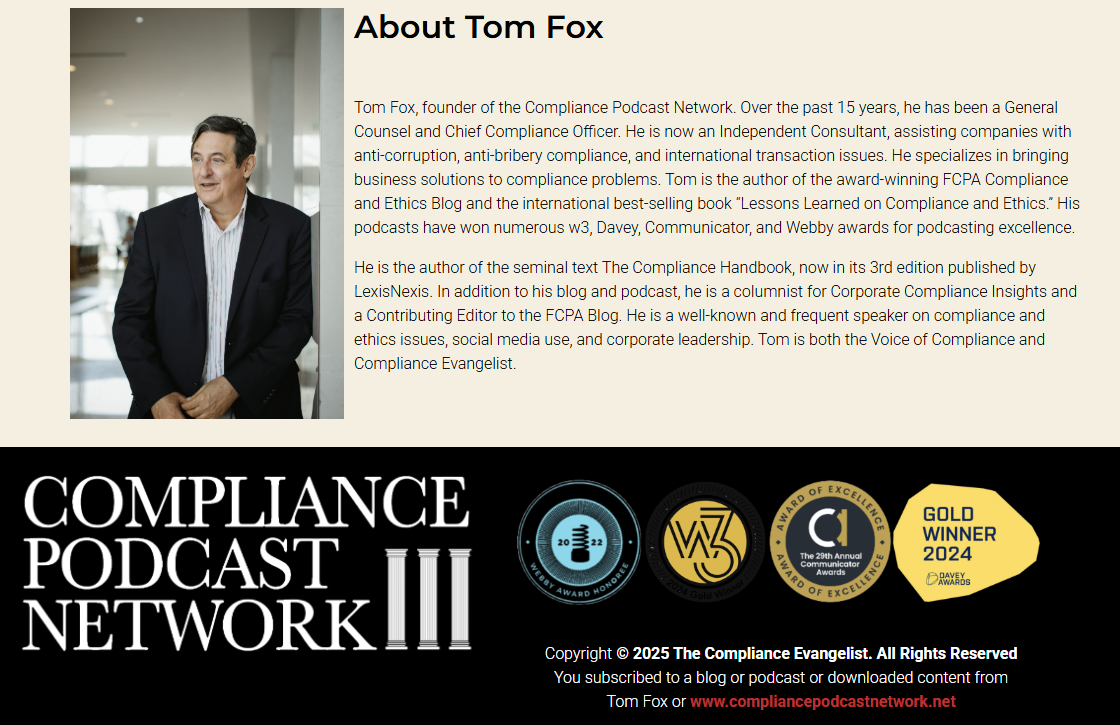 About Tom Fox
Tom Fox, founder of the Compliance Podcast Network. Over the past 15 years, he has been a General
Counsel and Chief Compliance Officer. He is now an Independent Consultant, assisting companies with
anti-corruption, anti-bribery compliance, and international transaction issues. He specializes in bringing
business solutions to compliance problems. Tom is the author of the award-winning FCPA Compliance
and Ethics Blog and the international best-selling book “Lessons Learned on Compliance and Ethics.” His
podcasts have won numerous w3, Davey, Communicator, and Webby awards for podcasting excellence.
He is the author of the seminal text The Compliance Handbook, now in its 3rd edition published by
LexisNexis. In addition to his blog and podcast, he is a columnist for Corporate Compliance Insights and
a Contributing Editor to the FCPA Blog. He is a well-known and frequent speaker on compliance and
ethics issues, social media use, and corporate leadership. Tom is both the Voice of Compliance and
Compliance Evangelist.
COMPLIANCE
PODCAST
NETWORK
2022
WEBBY AWARD HONOREE
W3
2024 Gold Winner
AWARD OF EXCELLENCE
The 29th Annual
Communicator
Awards
AWARD OF EXCELLENCE
GOLD
WINNER
2024
DAVEY
AWARDS
Copyright © 2025 The Compliance Evangelist. All Rights Reserved
You subscribed to a blog or podcast or downloaded content from
Tom Fox or www.compliancepodcastnetwork.net